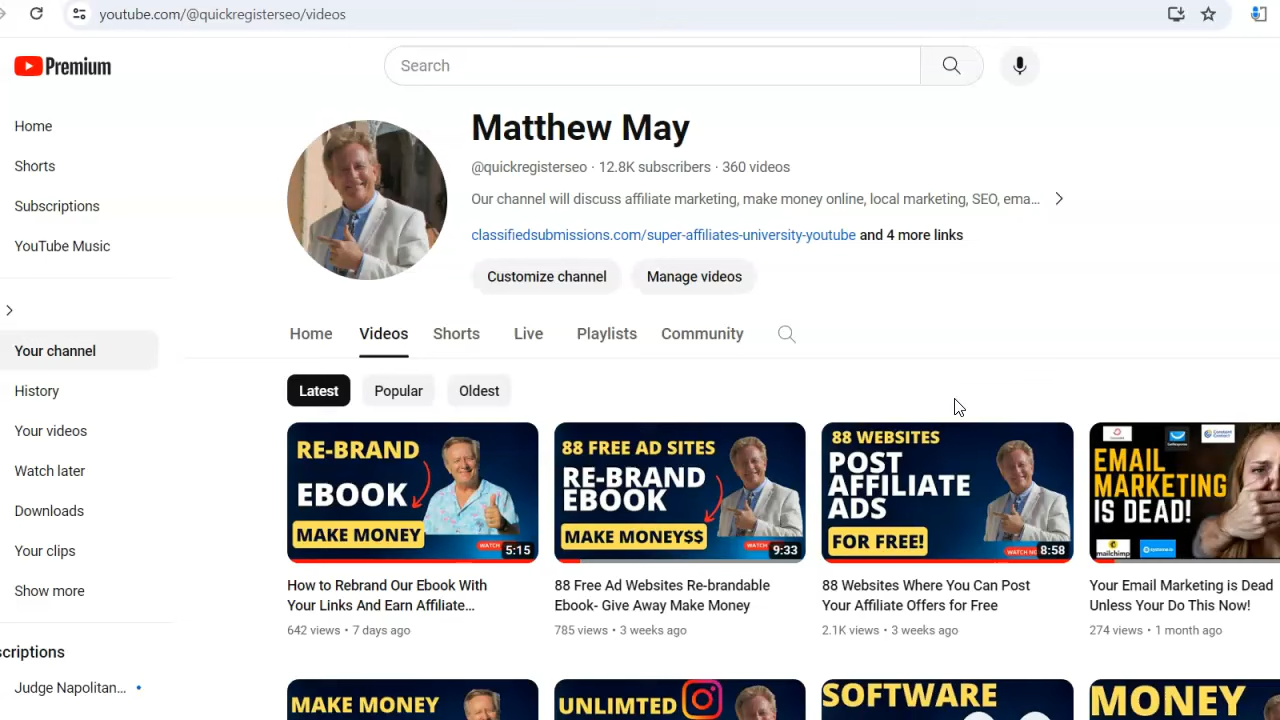 youtube.com/@quickregisterseo/videos
Premium
Search
Home
Shorts
Subscriptions
YouTube Music
Your channel
History
Your videos
Watch later
Downloads
Your clips
Show more
scriptions
Judge Napolitan...
Matthew May
@quickregisterseo · 12.8K subscribers · 360 videos
Our channel will discuss affiliate marketing, make money online, local marketing, SEO, ema...
classifiedsubmissions.com/super-affiliates-university-youtube and 4 more links
Customize channel Manage videos
Home Videos Shorts Live Playlists Community
Latest Popular Oldest
RE-BRAND
EBOOK
MAKE MONEY
WATCH
5:15
How to Rebrand Our Ebook With
Your Links And Earn Affiliate...
642 views • 7 days ago
88 FREE AD SITES
RE-BRAND
EBOOK
MAKE MONEY$$
WATCH
9:33
88 Free Ad Websites Re-brandable
Ebook- Give Away Make Money
785 views • 3 weeks ago
88 WEBSITES
POST
AFFILIATE
ADS
FOR FREE!
WATCH NO
8:58
88 Websites Where You Can Post
Your Affiliate Offers for Free
2.1K views • 3 weeks ago
EMAIL
MARKETING
IS DEAD!
mailchimp
systeme.io
Your Email Marketing is Dead
Unless Your Do This Now!
274 views • 1 month ago
MAKE MONEY
UNLIMTED
SOFTWARE
MONEY